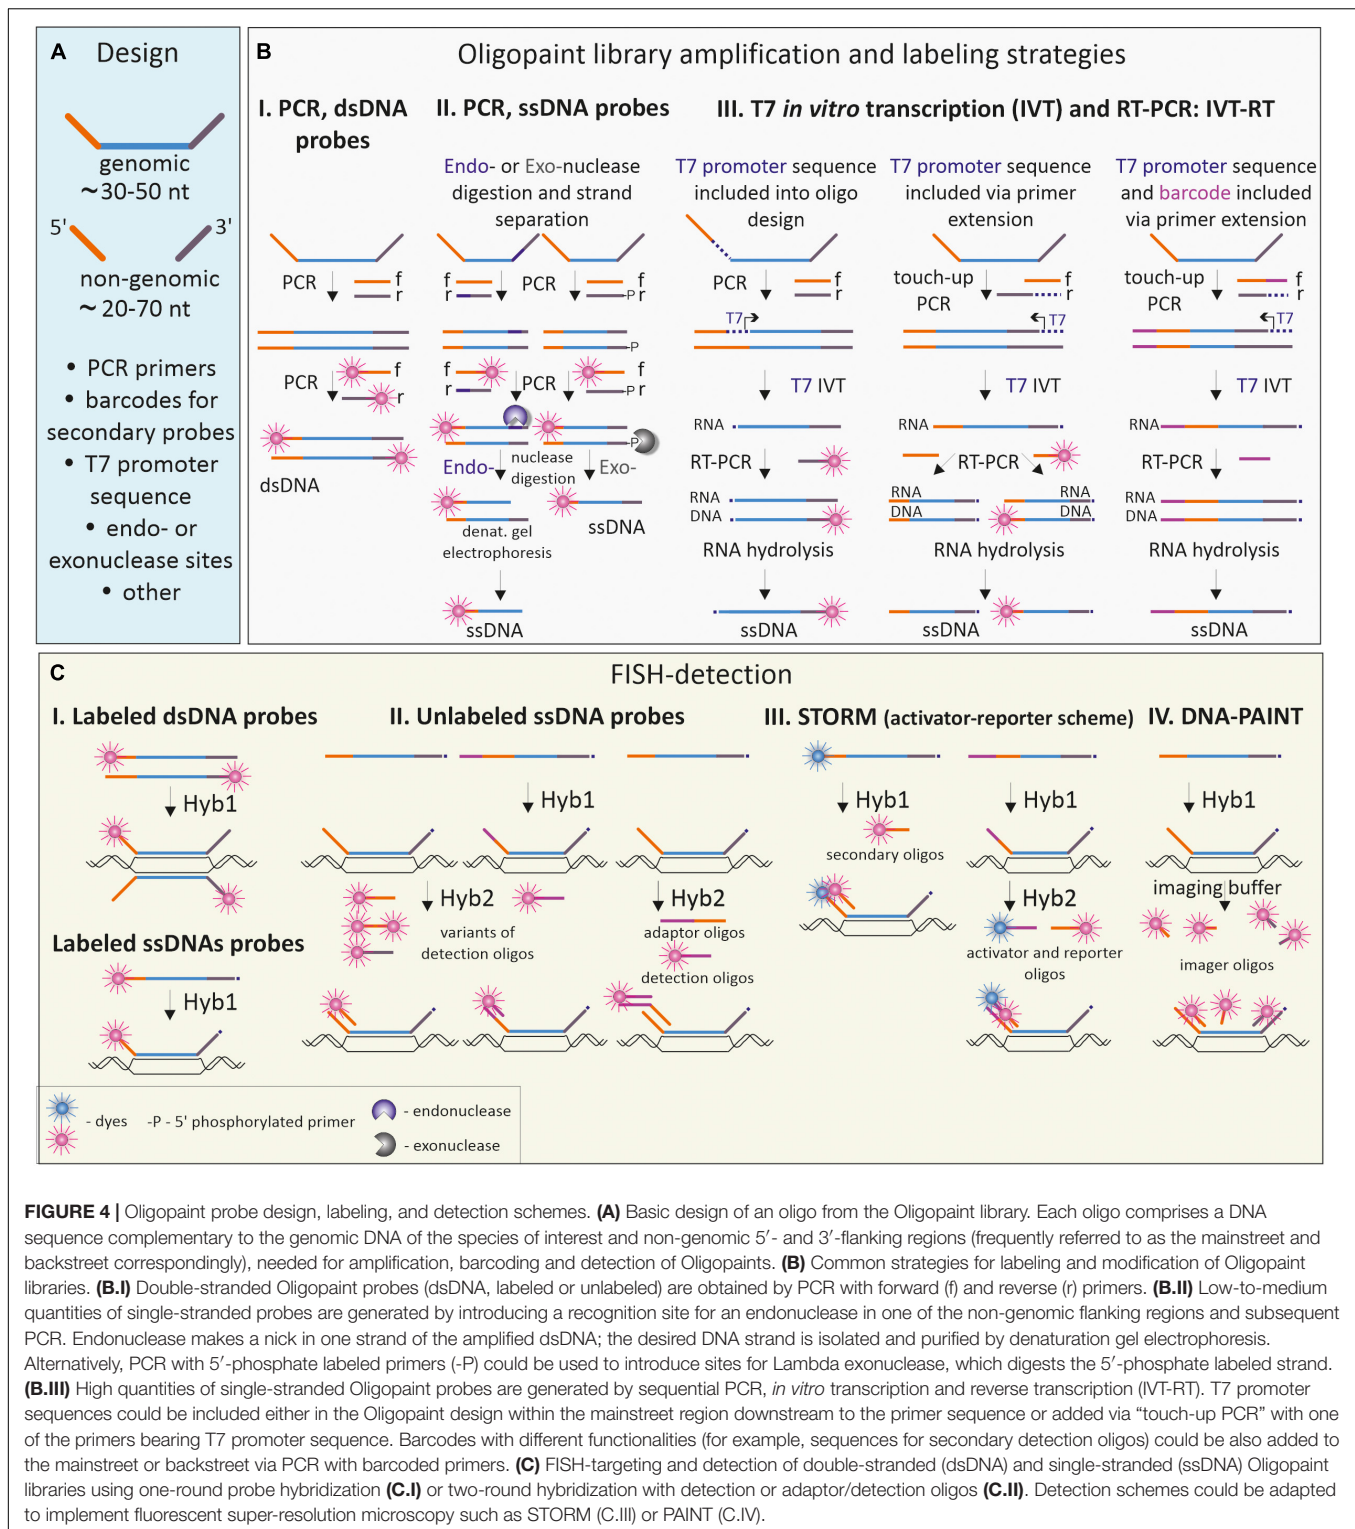 A Design
genomic
~30-50 nt
5' 3'
non-genomic
~ 20-70 nt
• PCR primers
• barcodes for
secondary probes
• T7 promoter
sequence
• endo- or
exonuclease sites
• other
B Oligopaint library amplification and labeling strategies
I. PCR, dsDNA
probes
PCR
f
r
PCR
f
r
dsDNA
II. PCR, ssDNA probes
Endo- or Exo-nuclease
digestion and strand
separation
f
r
PCR
f
-P r
-P
f
r
PCR
f
-P r
-P
Endo-
nuclease
digestion
Exo-
denat. gel
electrophoresis
ssDNA
ssDNA
III. T7 in vitro transcription (IVT) and RT-PCR: IVT-RT
T7 promoter sequence
included into oligo
design
PCR
f
r
T7
T7 IVT
RNA
RT-PCR
RNA
DNA
RNA hydrolysis
ssDNA
T7 promoter sequence
included via primer
extension
touch-up
PCR
f
r
T7
T7 IVT
RNA
RT-PCR
RNA RNA
DNA DNA
RNA hydrolysis
ssDNA
T7 promoter sequence
and barcode included
via primer extension
touch-up
PCR
f
r
T7
T7 IVT
RNA
RT-PCR
RNA
DNA
RNA hydrolysis
ssDNA
C FISH-detection
I. Labeled dsDNA probes
Hyb1
Labeled ssDNAs probes
Hyb1
II. Unlabeled ssDNA probes
Hyb1
Hyb2
variants of
detection oligos
Hyb2
adaptor oligos
detection oligos
III. STORM (activator-reporter scheme)
Hyb1
secondary oligos
Hyb1
Hyb2
activator and reporter
oligos
IV. DNA-PAINT
Hyb1
imaging buffer
imager oligos
- dyes
-P - 5' phosphorylated primer
- endonuclease
- exonuclease
FIGURE 4 | Oligopaint probe design, labeling, and detection schemes. (A) Basic design of an oligo from the Oligopaint library. Each oligo comprises a DNA
sequence complementary to the genomic DNA of the species of interest and non-genomic 5′- and 3′-flanking regions (frequently referred to as the mainstreet and
backstreet correspondingly), needed for amplification, barcoding and detection of Oligopaints. (B) Common strategies for labeling and modification of Oligopaint
libraries. (B.I) Double-stranded Oligopaint probes (dsDNA, labeled or unlabeled) are obtained by PCR with forward (f) and reverse (r) primers. (B.II) Low-to-medium
quantities of single-stranded probes are generated by introducing a recognition site for an endonuclease in one of the non-genomic flanking regions and subsequent
PCR. Endonuclease makes a nick in one strand of the amplified dsDNA; the desired DNA strand is isolated and purified by denaturation gel electrophoresis.
Alternatively, PCR with 5′-phosphate labeled primers (-P) could be used to introduce sites for Lambda exonuclease, which digests the 5′-phosphate labeled strand.
(B.III) High quantities of single-stranded Oligopaint probes are generated by sequential PCR, in vitro transcription and reverse transcription (IVT-RT). T7 promoter
sequences could be included either in the Oligopaint design within the mainstreet region downstream to the primer sequence or added via “touch-up PCR” with one
of the primers bearing T7 promoter sequence. Barcodes with different functionalities (for example, sequences for secondary detection oligos) could be also added to
the mainstreet or backstreet via PCR with barcoded primers. (C) FISH-targeting and detection of double-stranded (dsDNA) and single-stranded (ssDNA) Oligopaint
libraries using one-round probe hybridization (C.I) or two-round hybridization with detection or adaptor/detection oligos (C.II). Detection schemes could be adapted
to implement fluorescent super-resolution microscopy such as STORM (C.III) or PAINT (C.IV).